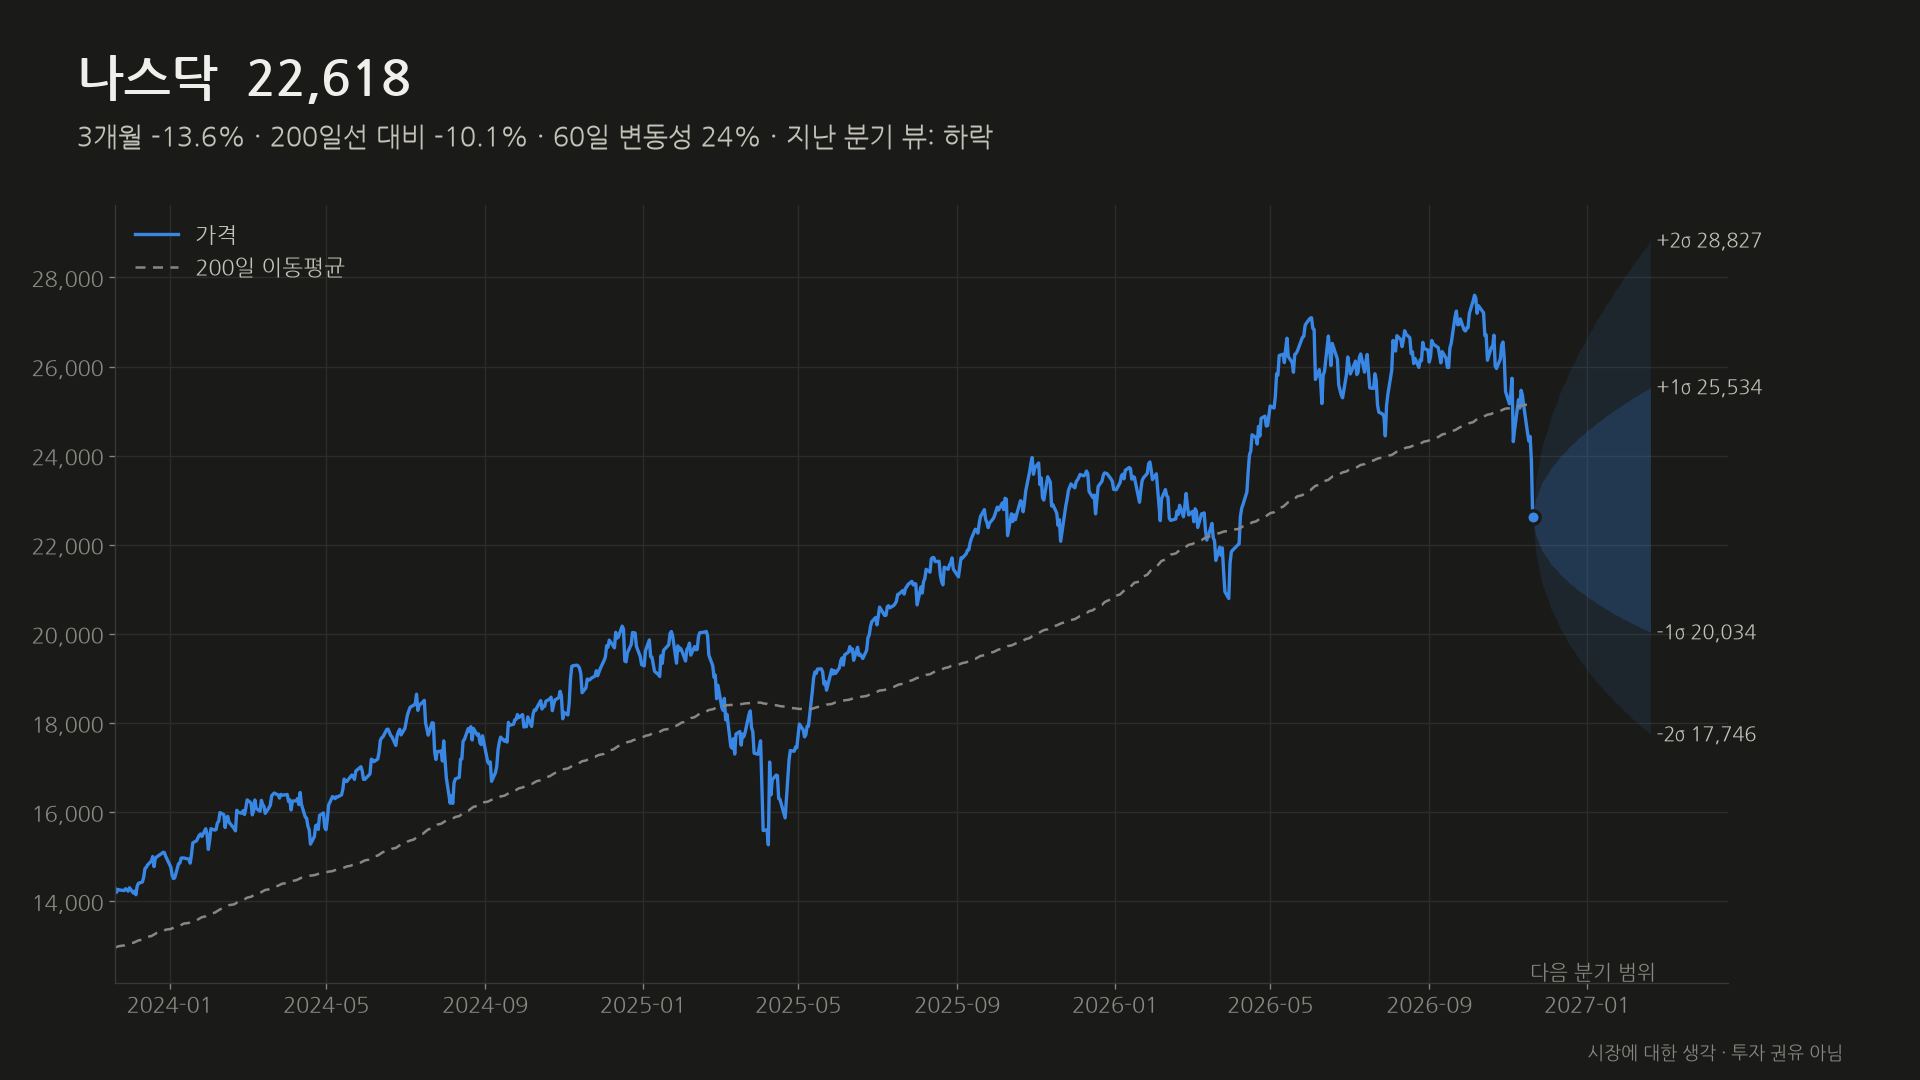 나스닥 22,618
3개월 -13.6% · 200일선 대비 -10.1% · 60일 변동성 24% · 지난 분기 뷰: 하락
가격
200일 이동평균
28,000
26,000
24,000
22,000
20,000
18,000
16,000
14,000
+2σ 28,827
+1σ 25,534
-1σ 20,034
-2σ 17,746
다음 분기 범위
2024-01
2024-05
2024-09
2025-01
2025-05
2025-09
2026-01
2026-05
2026-09
2027-01
시장에 대한 생각 · 투자 권유 아님